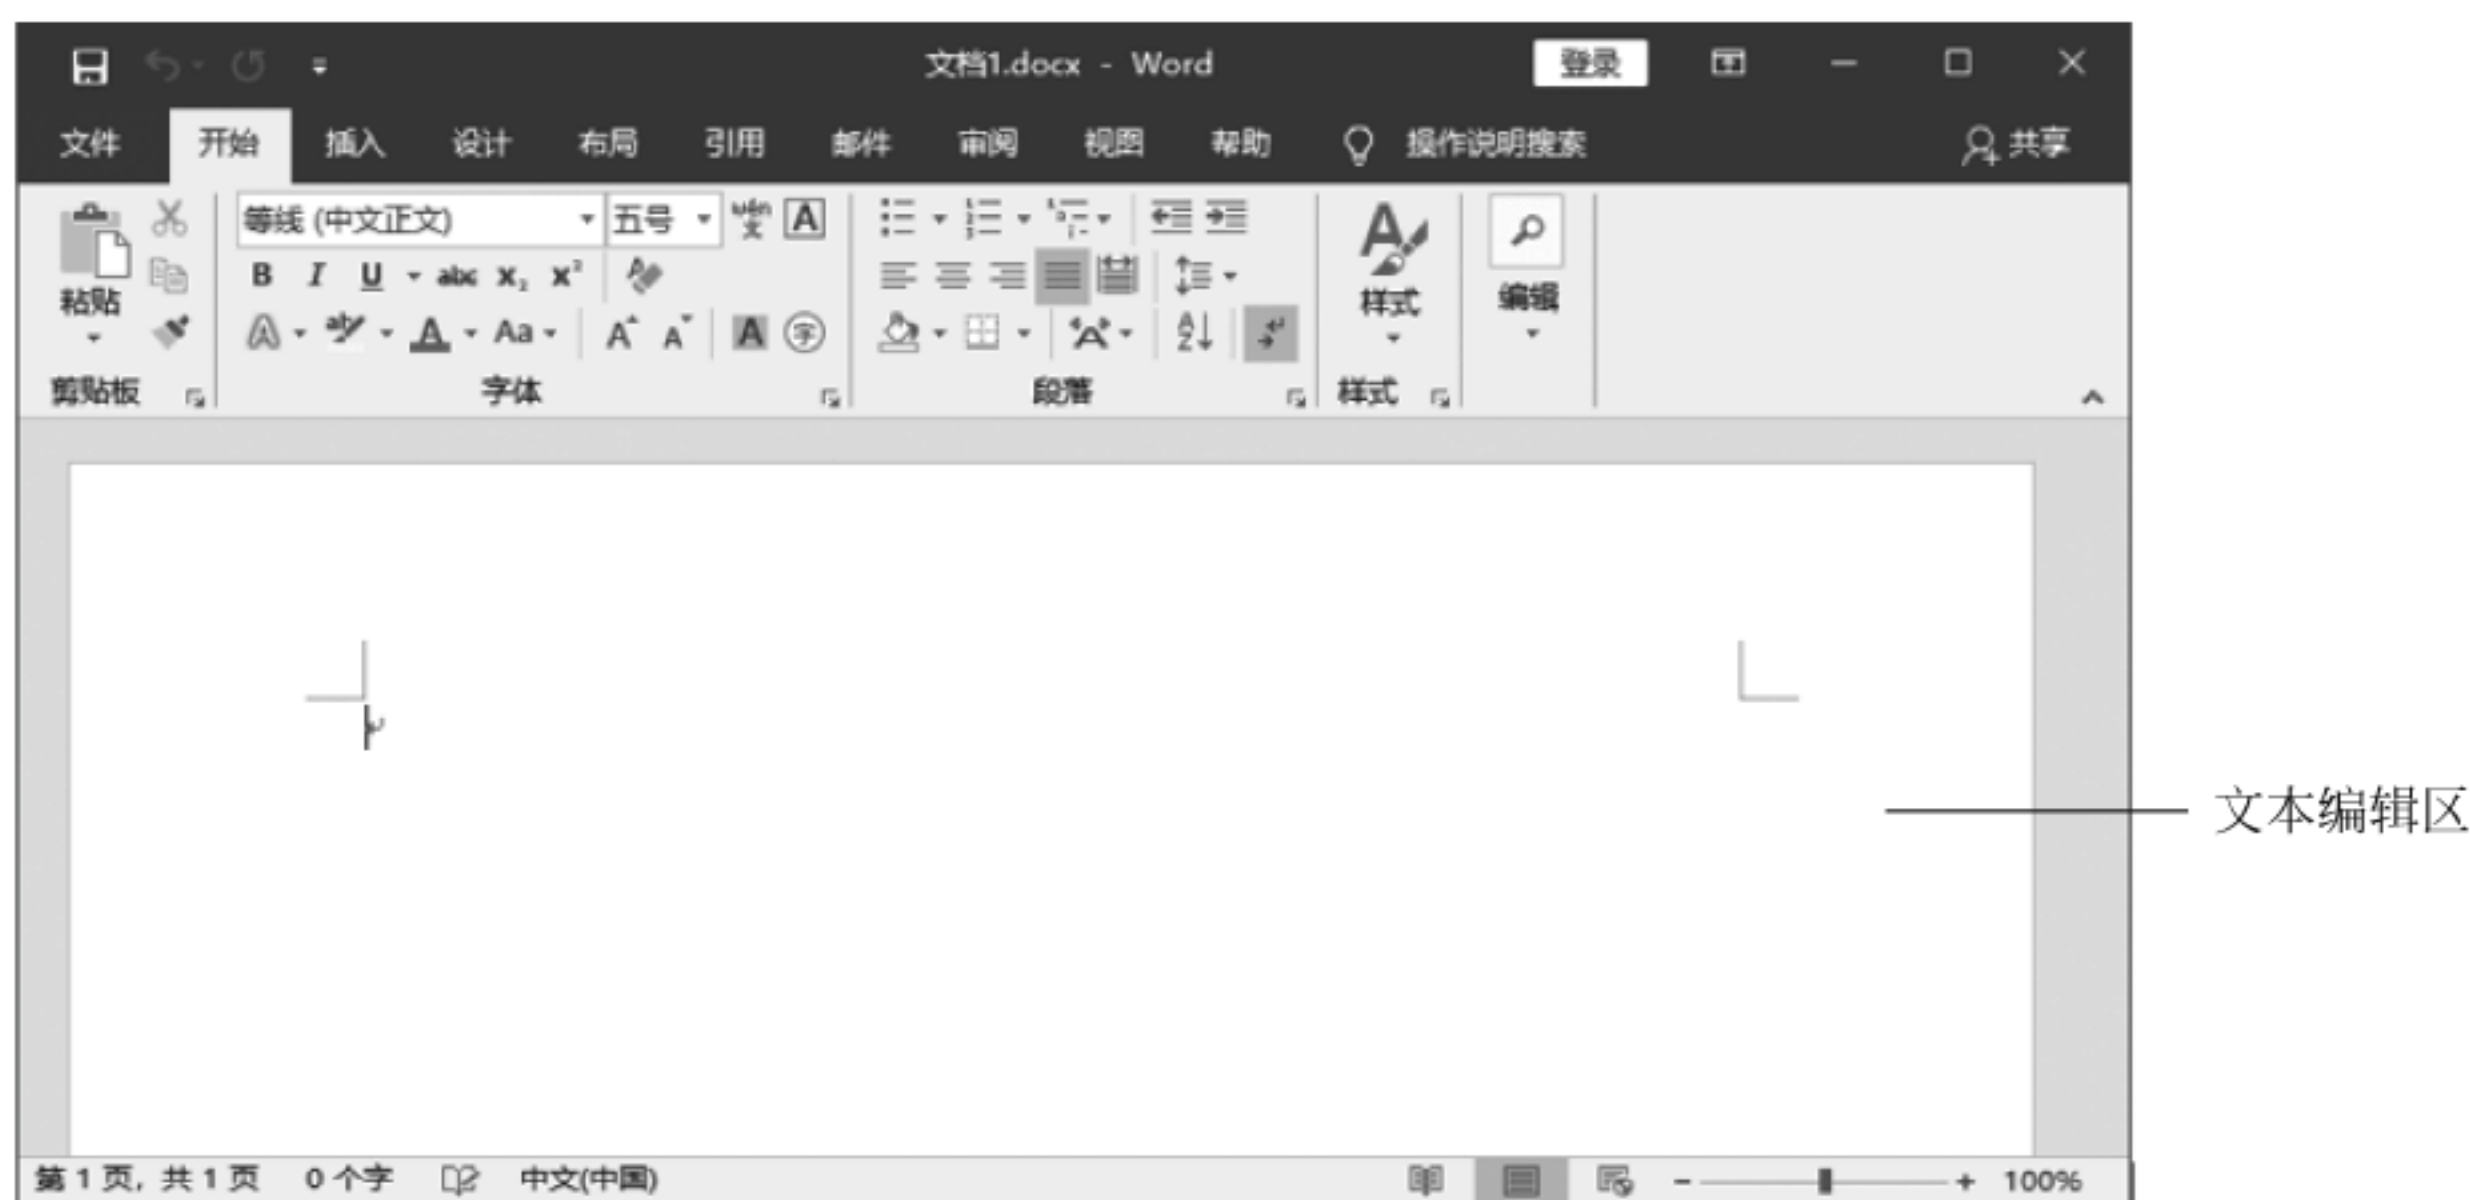 文档1.docx - Word
登录
文件 开始 插入 设计 布局 引用 邮件 审阅 视图 帮助 操作说明搜索 共享
等线 (中文正文) 五号 wén 文 A
B I U abc x₂ x² A
粘贴 样式 编辑
A aby A Aa A A A 字 A A Z
剪贴板 字体 段落 样式
文本编辑区
第 1 页, 共 1 页 0 个字 中文(中国) - + 100%